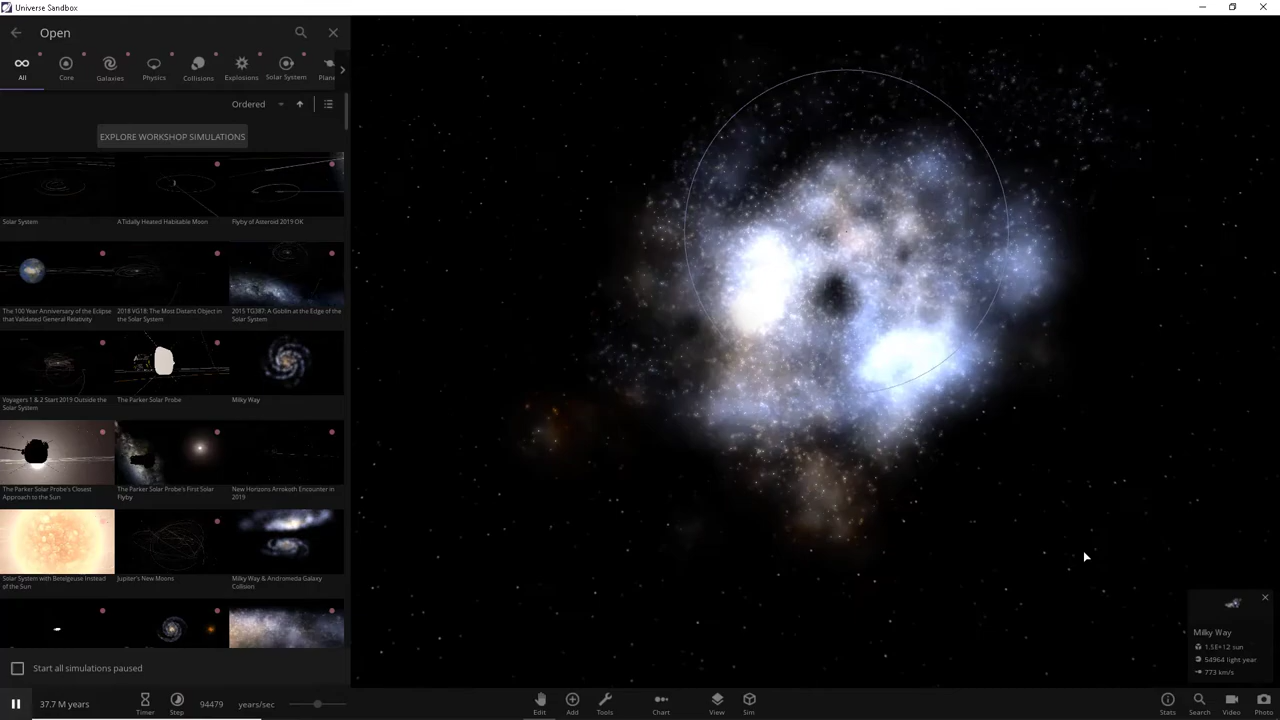 Universe Sandbox
Open
All
Core
Galaxies
Physics
Collisions
Explosions
Solar System
Plane
Ordered
EXPLORE WORKSHOP SIMULATIONS
Solar System
A Tidally Heated Habitable Moon
Flyby of Asteroid 2019 OK
The 100 Year Anniversary of the Eclipse
that Validated General Relativity
2018 VG18: The Most Distant Object in
the Solar System
2015 TG387: A Goblin at the Edge of the
Solar System
Voyagers 1 & 2 Start 2019 Outside the
Solar System
The Parker Solar Probe
Milky Way
The Parker Solar Probe's Closest
Approach to the Sun
The Parker Solar Probe's First Solar
Flyby
New Horizons Arrokoth Encounter in
2019
Solar System with Betelgeuse Instead
of the Sun
Jupiter's New Moons
Milky Way & Andromeda Galaxy
Collision
Start all simulations paused
Milky Way
1.5E+12 sun
54964 light year
773 km/s
37.7 M years
Timer
Step
94479
years/sec
Edit
Add
Tools
Chart
View
Sim
Stats
Search
Video
Photo